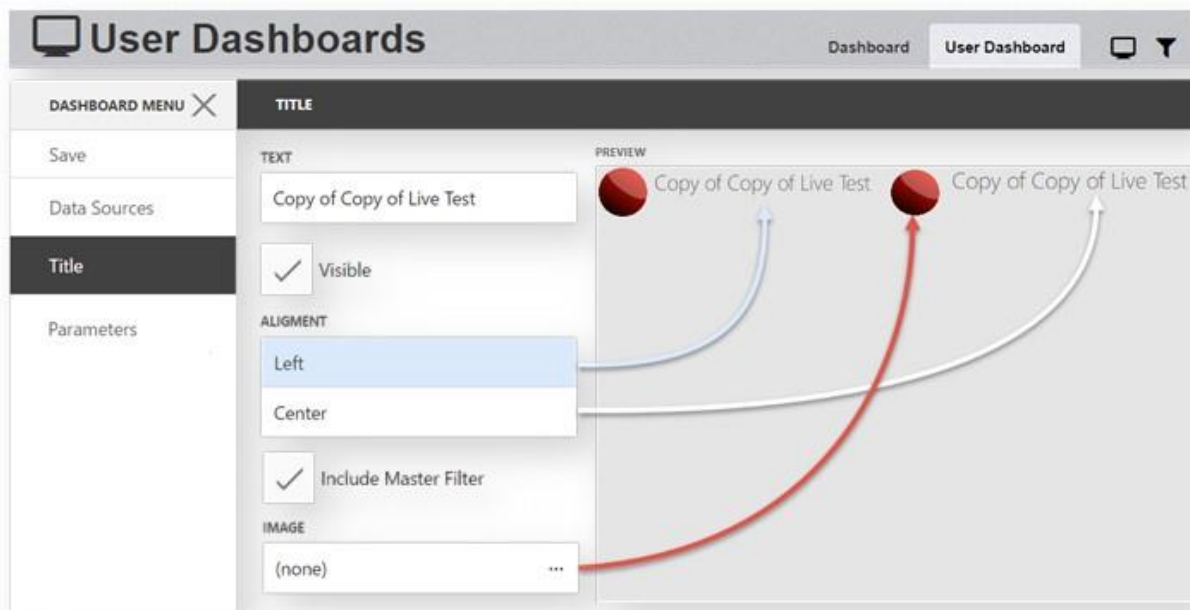 User Dashboards
Dashboard
User Dashboard
DASHBOARD MENU
TITLE
Save
Data Sources
Title
Parameters
TEXT
Copy of Copy of Live Test
Visible
ALIGMENT
Left
Center
Include Master Filter
IMAGE
(none) ...
PREVIEW
Copy of Copy of Live Test
Copy of Copy of Live Test